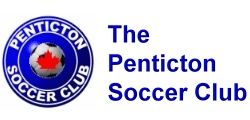 PENTICTON
SOCCER CLUB
The
Penticton
Soccer Club